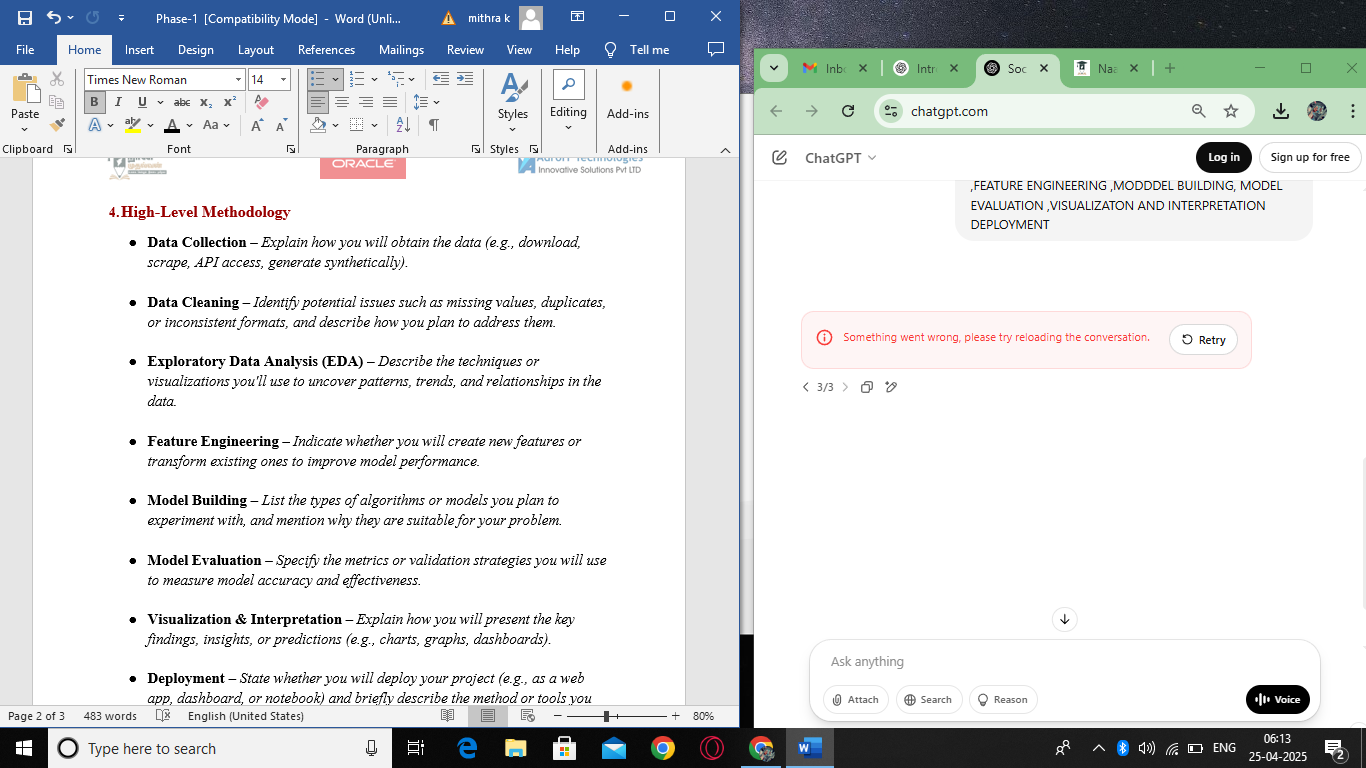 Phase-1 [Compatibility Mode] - Word (Unli...
mithra k
File Home Insert Design Layout References Mailings Review View Help Tell me
Paste
Times New Roman 14
B I U abc x₂ x²
A ab A Aa A A
Styles
Editing
Add-ins
Clipboard Font Paragraph Styles Add-ins
ORACLE
Innovative Solutions Pvt LTD
4.High-Level Methodology
● Data Collection – Explain how you will obtain the data (e.g., download,
scrape, API access, generate synthetically).
● Data Cleaning – Identify potential issues such as missing values, duplicates,
or inconsistent formats, and describe how you plan to address them.
● Exploratory Data Analysis (EDA) – Describe the techniques or
visualizations you'll use to uncover patterns, trends, and relationships in the
data.
● Feature Engineering – Indicate whether you will create new features or
transform existing ones to improve model performance.
● Model Building – List the types of algorithms or models you plan to
experiment with, and mention why they are suitable for your problem.
● Model Evaluation – Specify the metrics or validation strategies you will use
to measure model accuracy and effectiveness.
● Visualization & Interpretation – Explain how you will present the key
findings, insights, or predictions (e.g., charts, graphs, dashboards).
● Deployment – State whether you will deploy your project (e.g., as a web
app, dashboard, or notebook) and briefly describe the method or tools you
Page 2 of 3 483 words English (United States) 80%
Inbo Intr Soc Naa
chatgpt.com
ChatGPT
Log in
Sign up for free
,FEATURE ENGINEERING ,MODDDEL BUILDING, MODEL
EVALUATION ,VISUALIZATON AND INTERPRETATION
DEPLOYMENT
Something went wrong, please try reloading the conversation.
Retry
3/3
Ask anything
Attach Search Reason Voice
Type here to search
ENG
06:13
25-04-2025
2